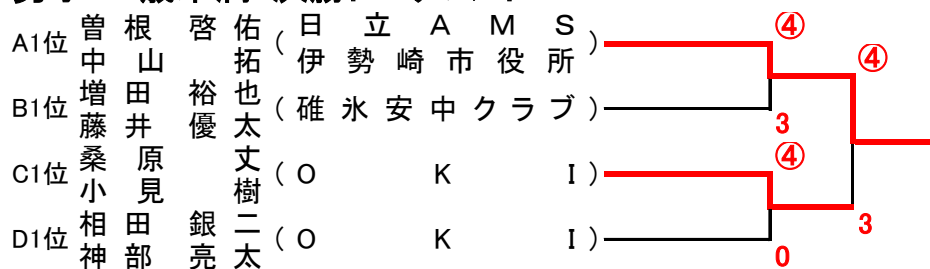 A1位 曽根 啓佑 (日立AMS
中山 拓 伊勢崎市役所) ④
④
B1位 増田 裕也 (碓氷安中クラブ)
藤井 優太 3
C1位 桑原 丈 (OKI) ④
小見 樹
3
D1位 相田 銀二 (OKI)
神部 亮太 0